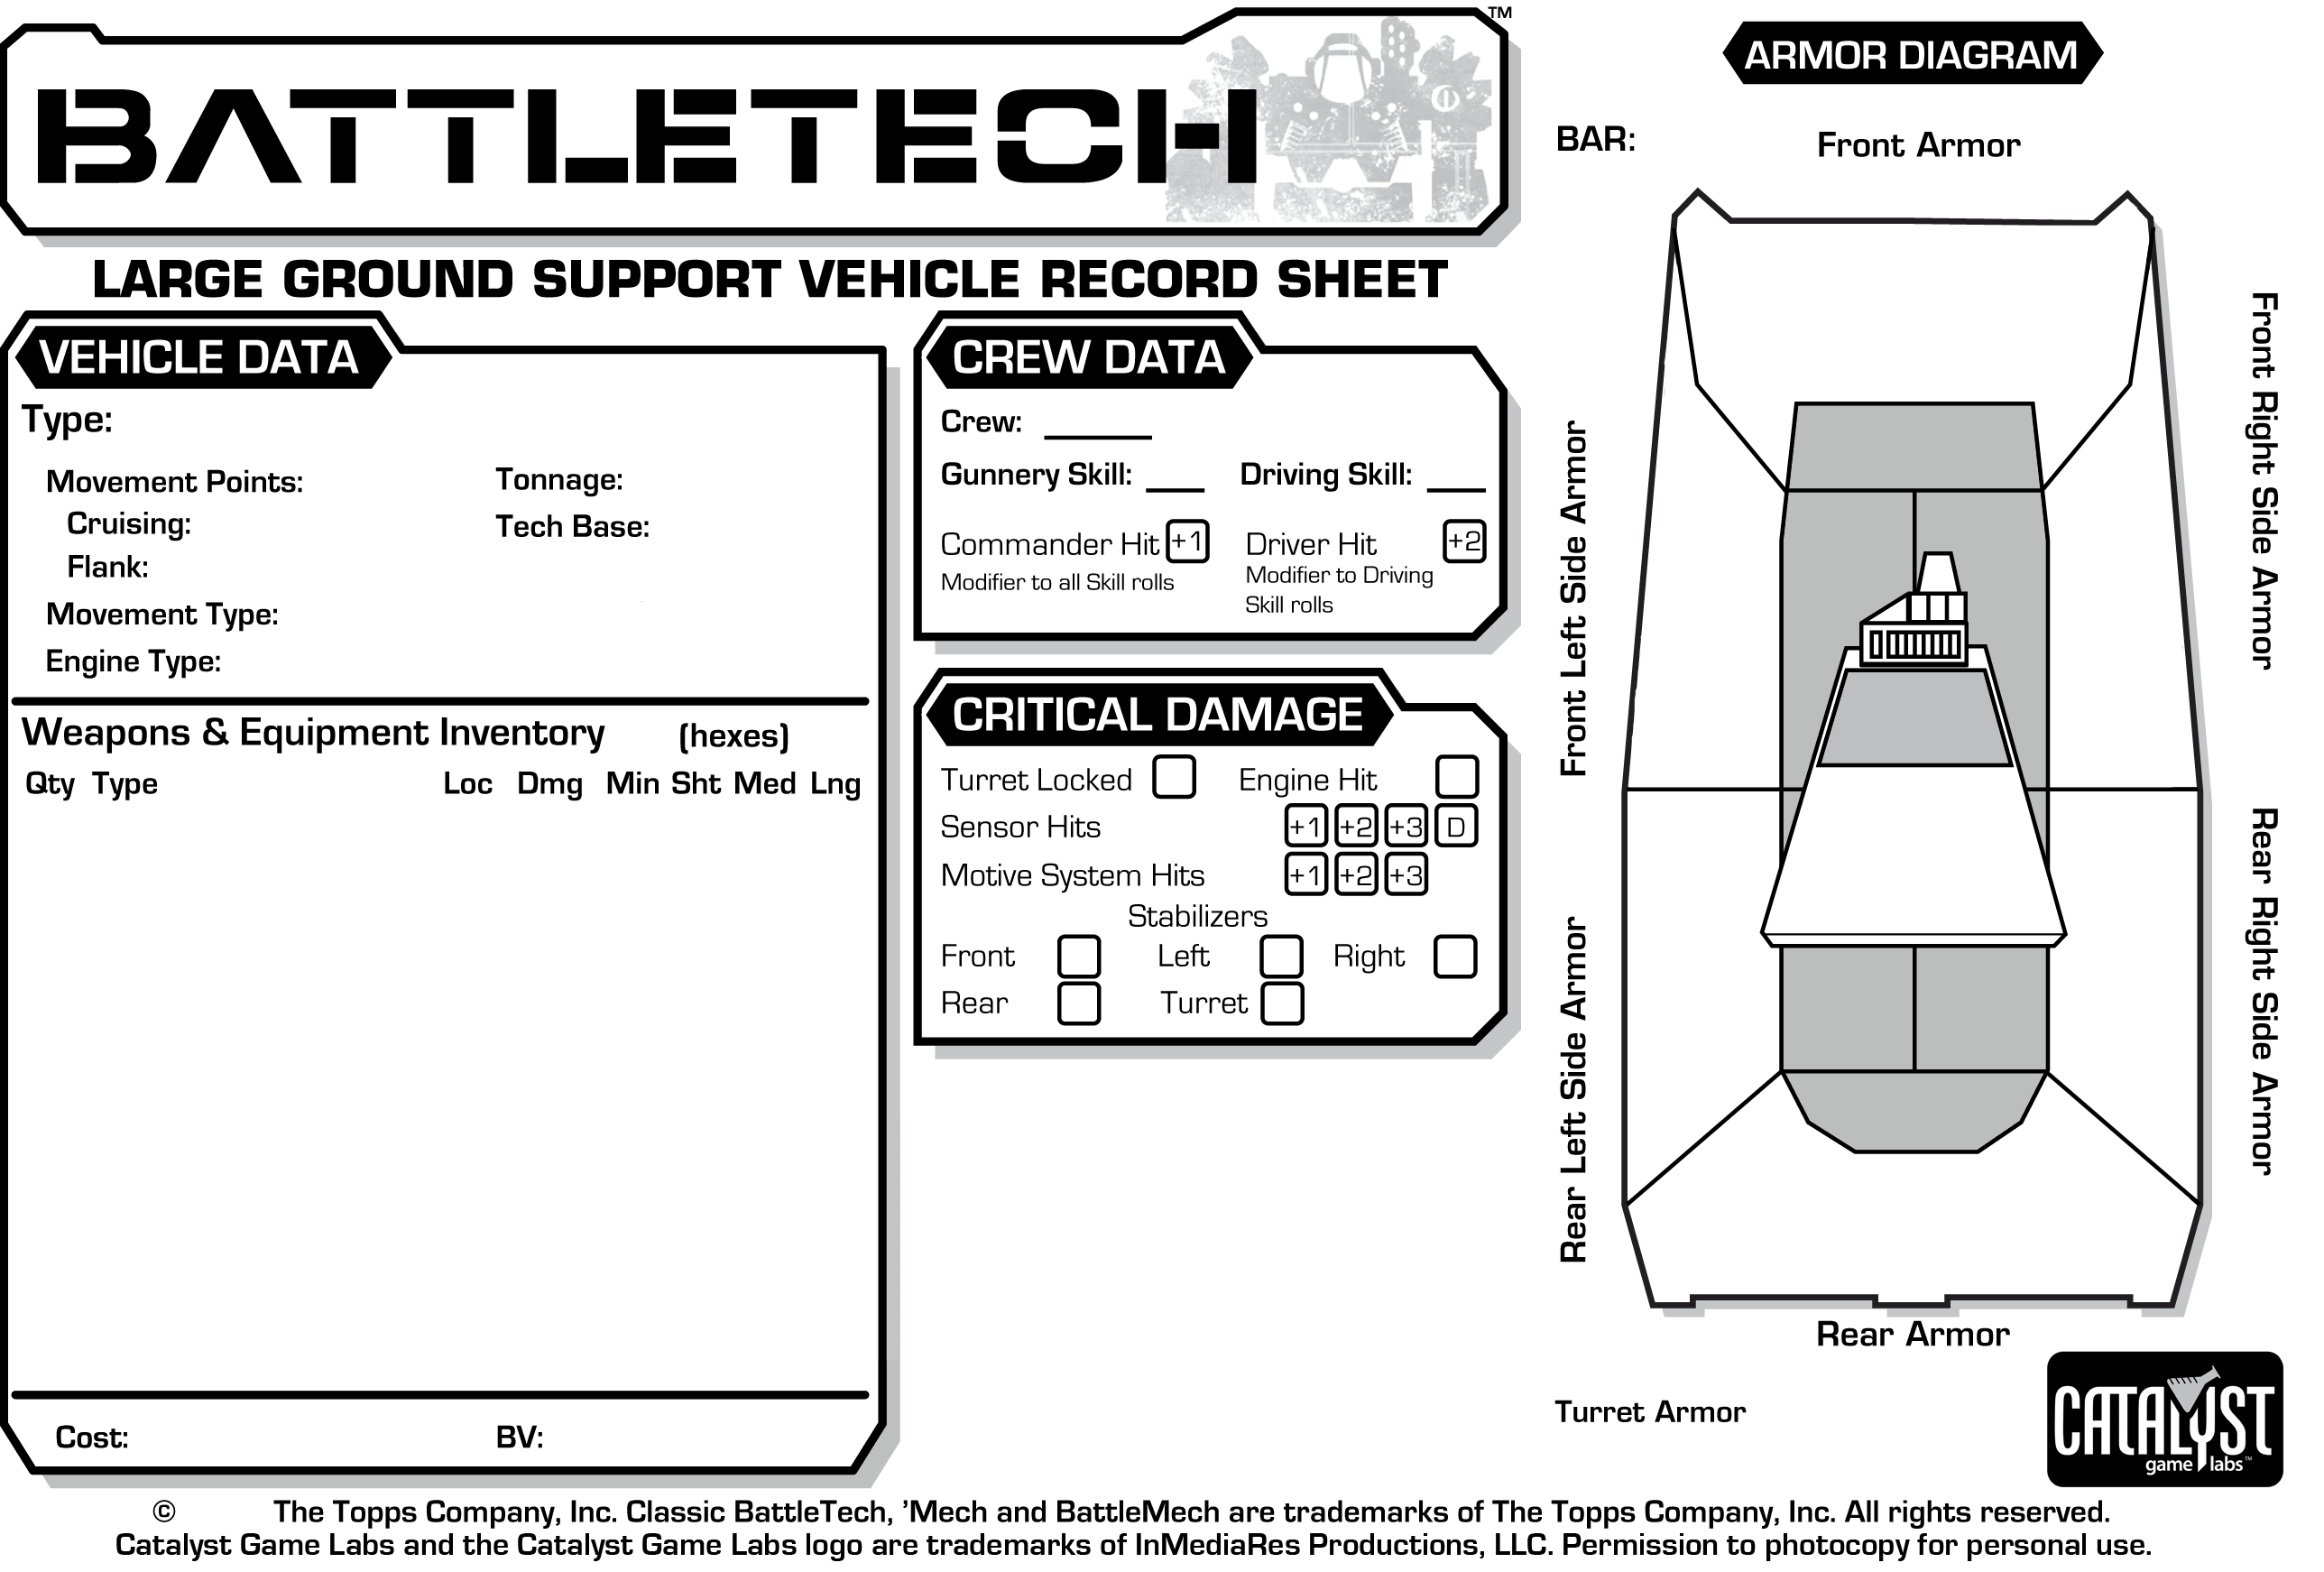 BATTLETECH™
LARGE GROUND SUPPORT VEHICLE RECORD SHEET
VEHICLE DATA
Type:
Movement Points:
Cruising:
Flank:
Movement Type:
Engine Type:
Tonnage:
Tech Base:
Weapons & Equipment Inventory (hexes)
Qty Type Loc Dmg Min Sht Med Lng
Cost: BV:
CREW DATA
Crew:
Gunnery Skill: Driving Skill:
Commander Hit +1 Driver Hit +2
Modifier to all Skill rolls
Modifier to Driving
Skill rolls
CRITICAL DAMAGE
Turret Locked Engine Hit
Sensor Hits +1 +2 +3 D
Motive System Hits +1 +2 +3
Stabilizers
Front Left Right
Rear Turret
ARMOR DIAGRAM
BAR:
Front Armor
Front Left Side Armor
Front Right Side Armor
Rear Left Side Armor
Rear Right Side Armor
Rear Armor
Turret Armor
CATALYST
game labs™
© The Topps Company, Inc. Classic BattleTech, ’Mech and BattleMech are trademarks of The Topps Company, Inc. All rights reserved.
Catalyst Game Labs and the Catalyst Game Labs logo are trademarks of InMediaRes Productions, LLC. Permission to photocopy for personal use.